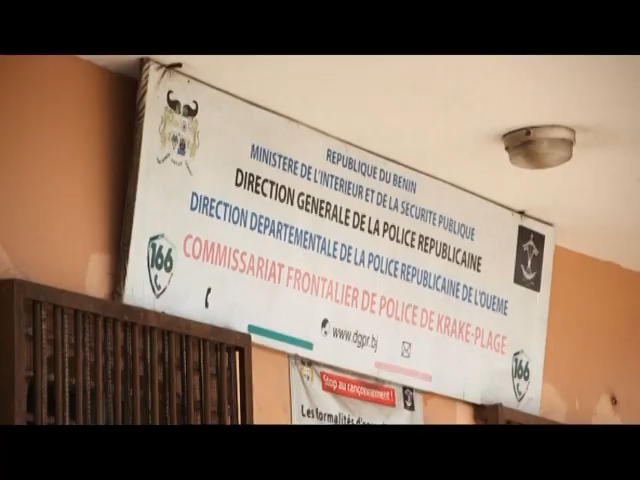 REPUBLIQUE DU BENIN
MINISTERE DE L'INTERIEUR ET DE LA SECURITE PUBLIQUE
DIRECTION GENERALE DE LA POLICE REPUBLICAINE
DIRECTION DEPARTEMENTALE DE LA POLICE REPUBLICAINE DE L'OUEME
COMMISSARIAT FRONTALIER DE POLICE DE KRAKE-PLAGE
166
www.dgpr.bj
166
Stop au rançonnement !
Les formalités